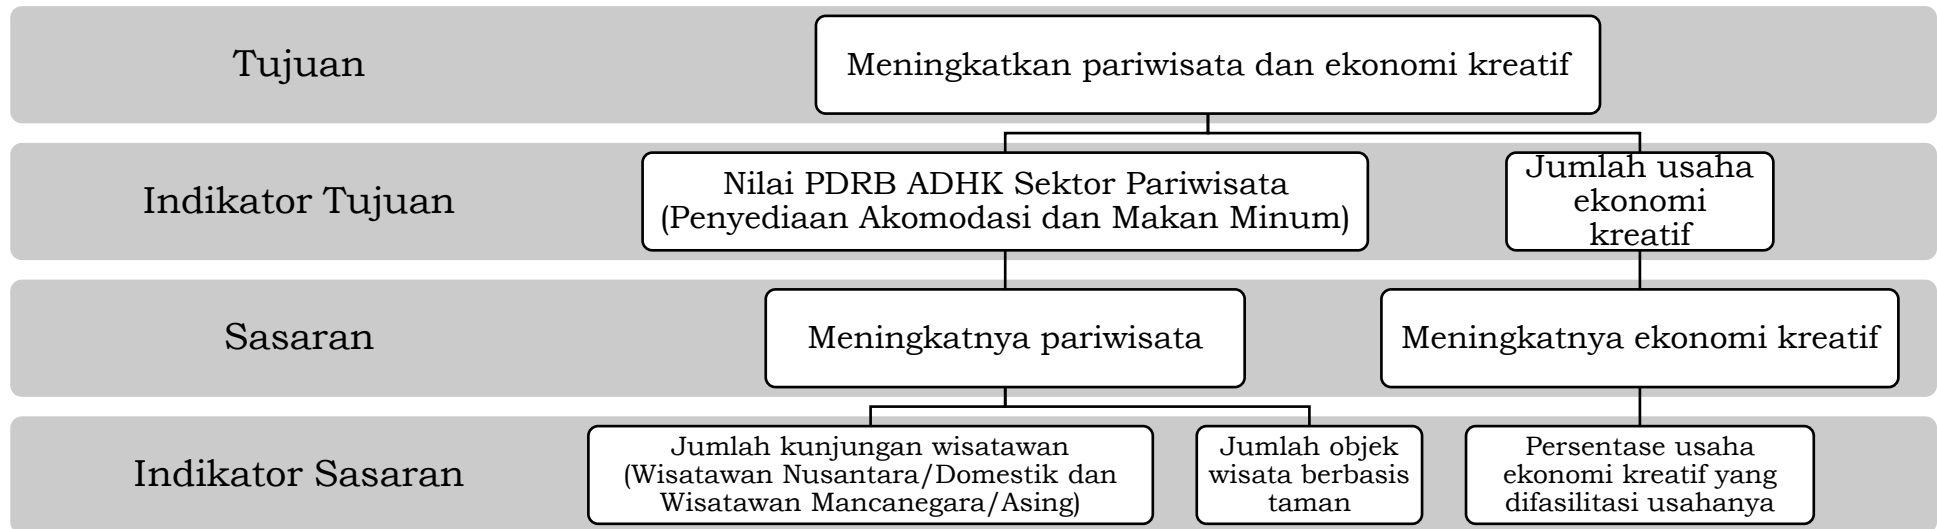 Tujuan
Meningkatkan pariwisata dan ekonomi kreatif
Indikator Tujuan
Nilai PDRB ADHK Sektor Pariwisata
(Penyediaan Akomodasi dan Makan Minum)
Jumlah usaha
ekonomi
kreatif
Sasaran
Meningkatnya pariwisata
Meningkatnya ekonomi kreatif
Indikator Sasaran
Jumlah kunjungan wisatawan
(Wisatawan Nusantara/Domestik dan
Wisatawan Mancanegara/Asing)
Jumlah objek
wisata berbasis
taman
Persentase usaha
ekonomi kreatif yang
difasilitasi usahanya